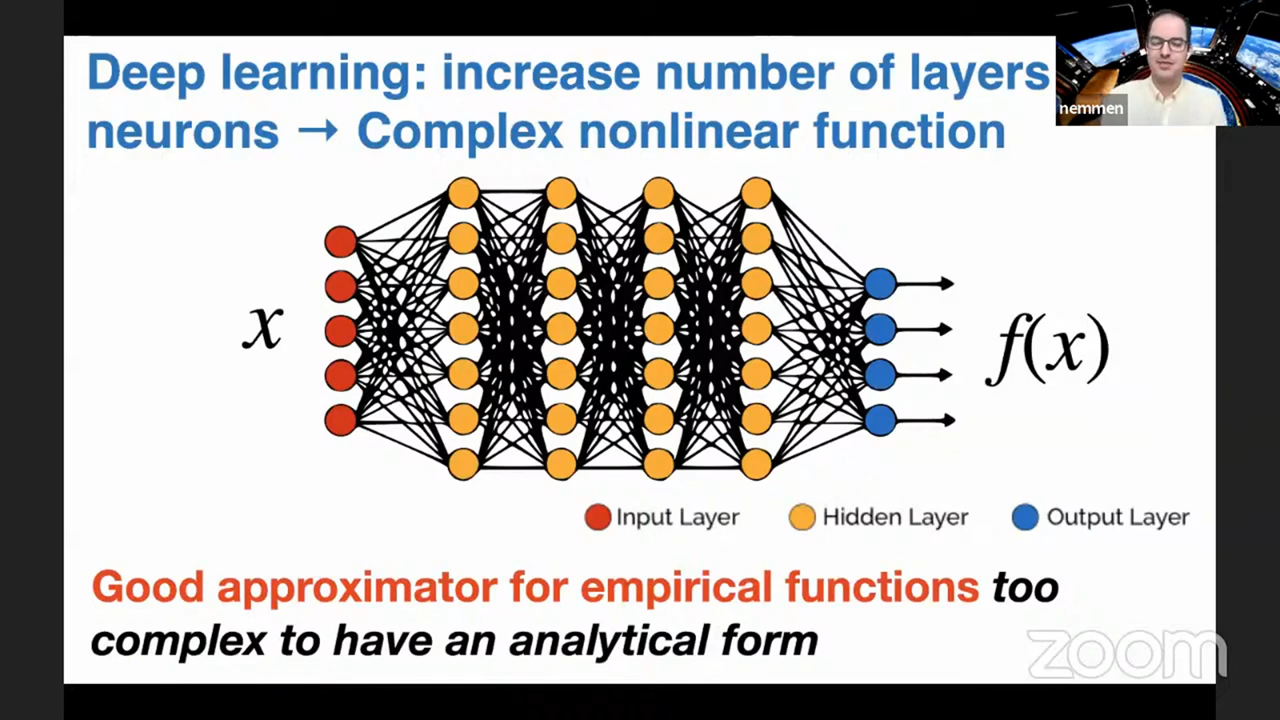 Deep learning: increase number of layers
neurons → Complex nonlinear function
nemmen
x
f(x)
Input Layer
Hidden Layer
Output Layer
Good approximator for empirical functions too
complex to have an analytical form
zoom